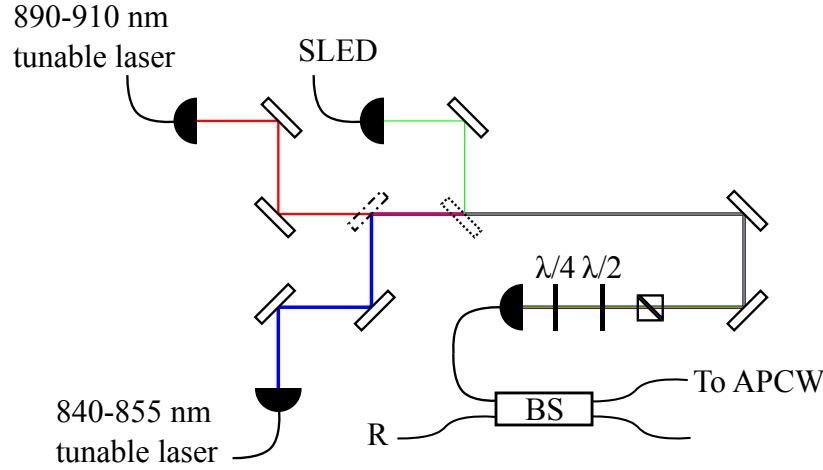 890-910 nm
tunable laser
SLED
λ/4 λ/2
To APCW
BS
R
840-855 nm
tunable laser